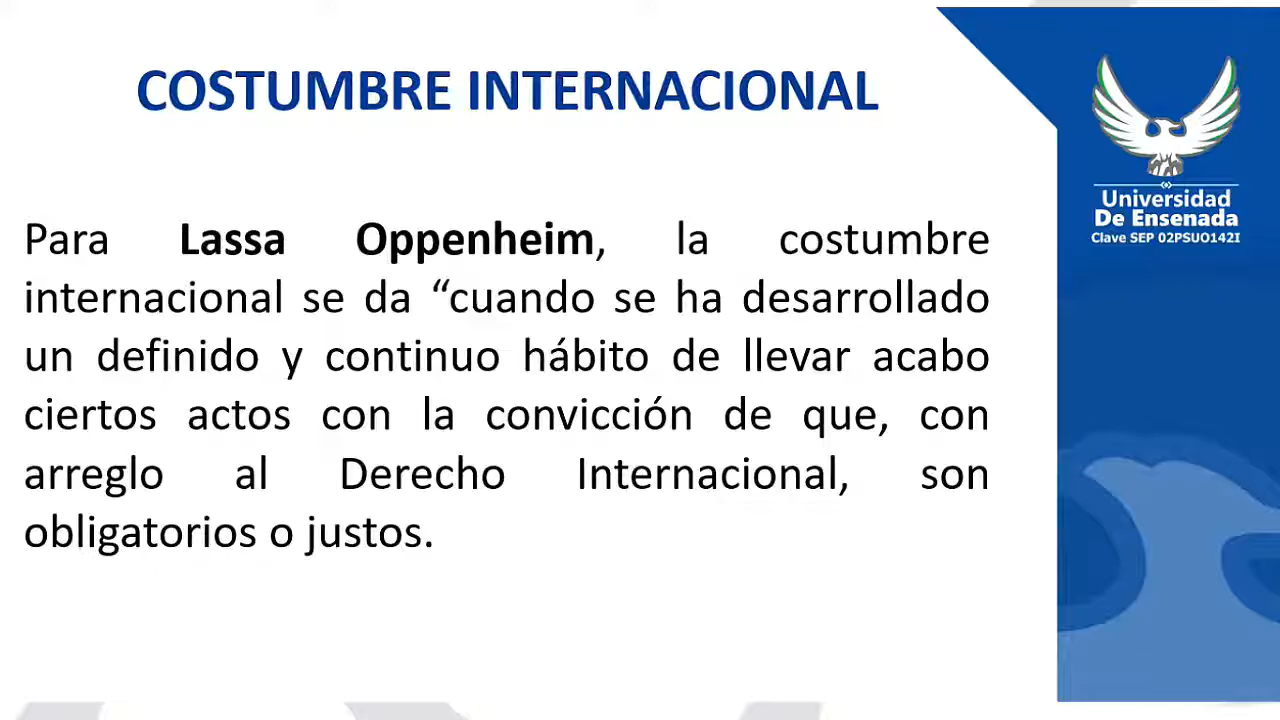 COSTUMBRE INTERNACIONAL
Para Lassa Oppenheim, la costumbre
internacional se da “cuando se ha desarrollado
un definido y continuo hábito de llevar acabo
ciertos actos con la convicción de que, con
arreglo al Derecho Internacional, son
obligatorios o justos.
Universidad
De Ensenada
Clave SEP 02PSUO142I